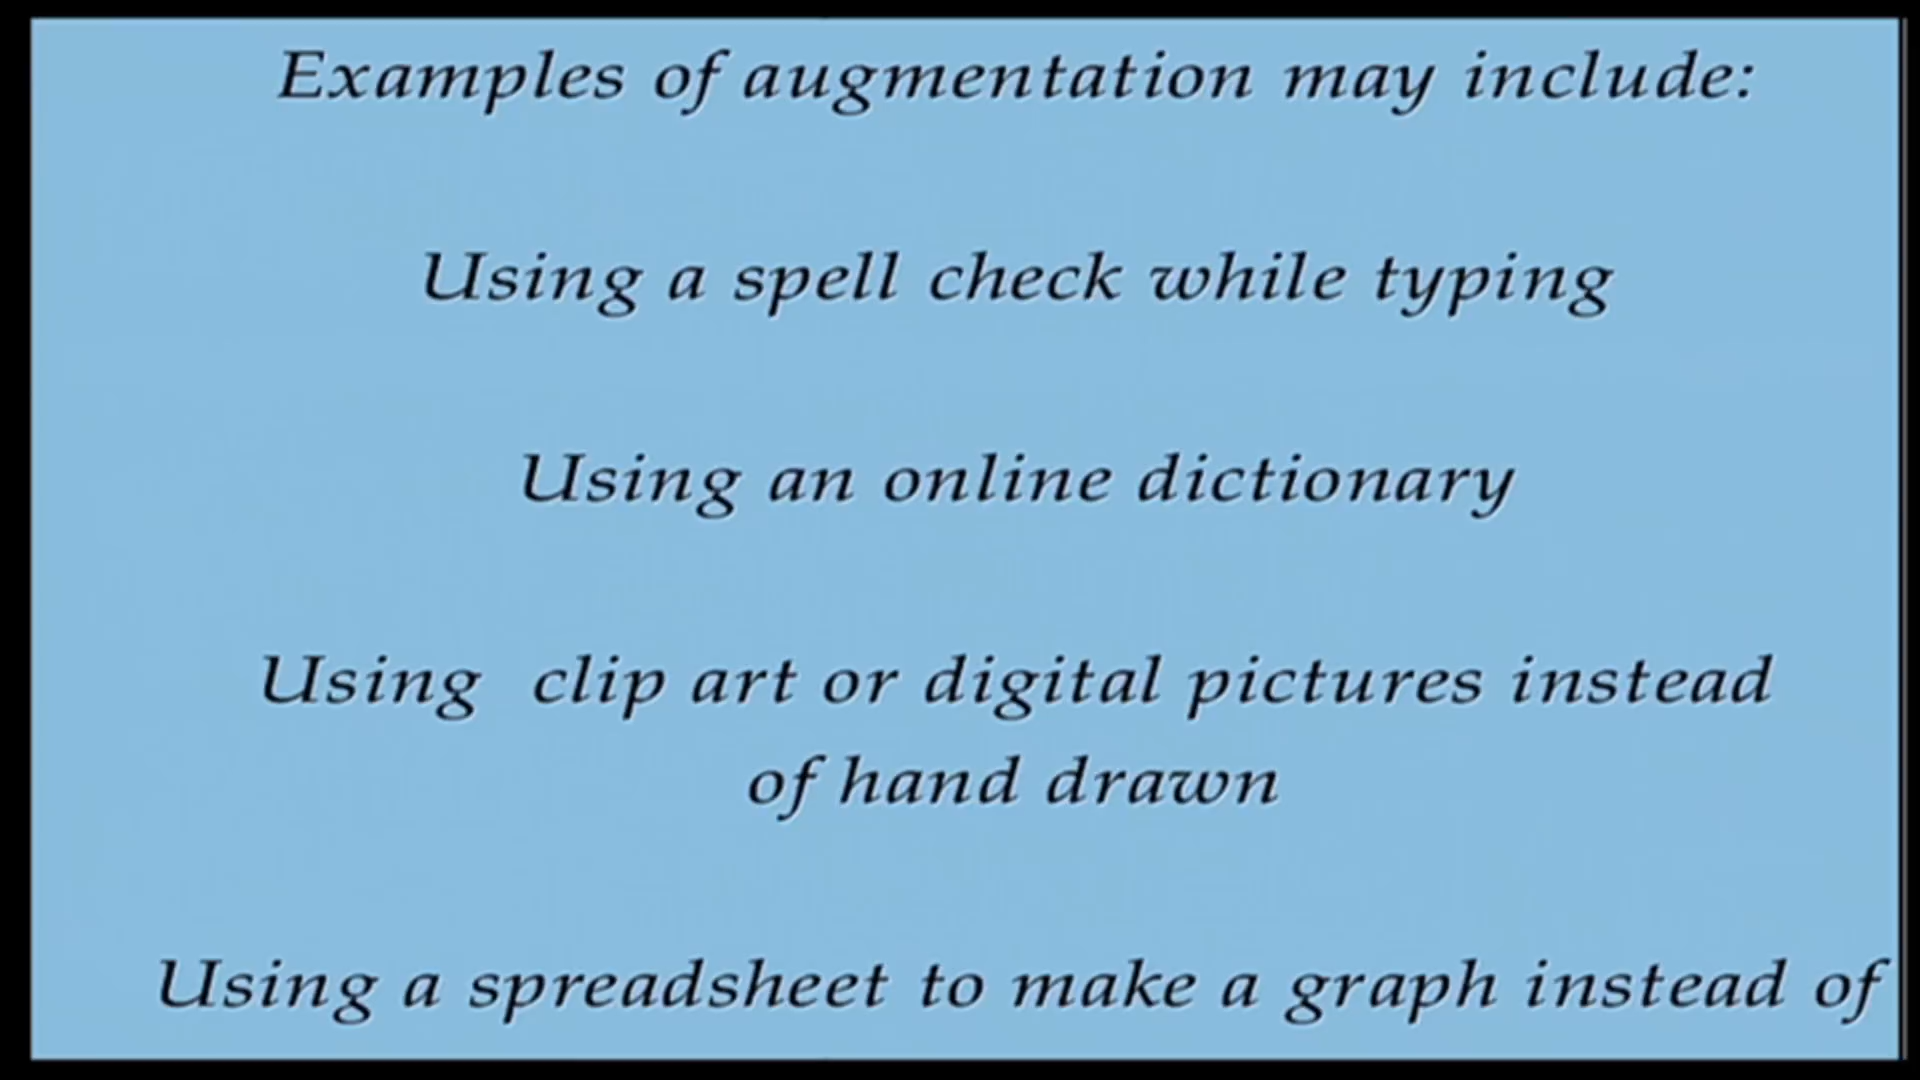 Examples of augmentation may include:
Using a spell check while typing
Using an online dictionary
Using clip art or digital pictures instead
of hand drawn
Using a spreadsheet to make a graph instead of